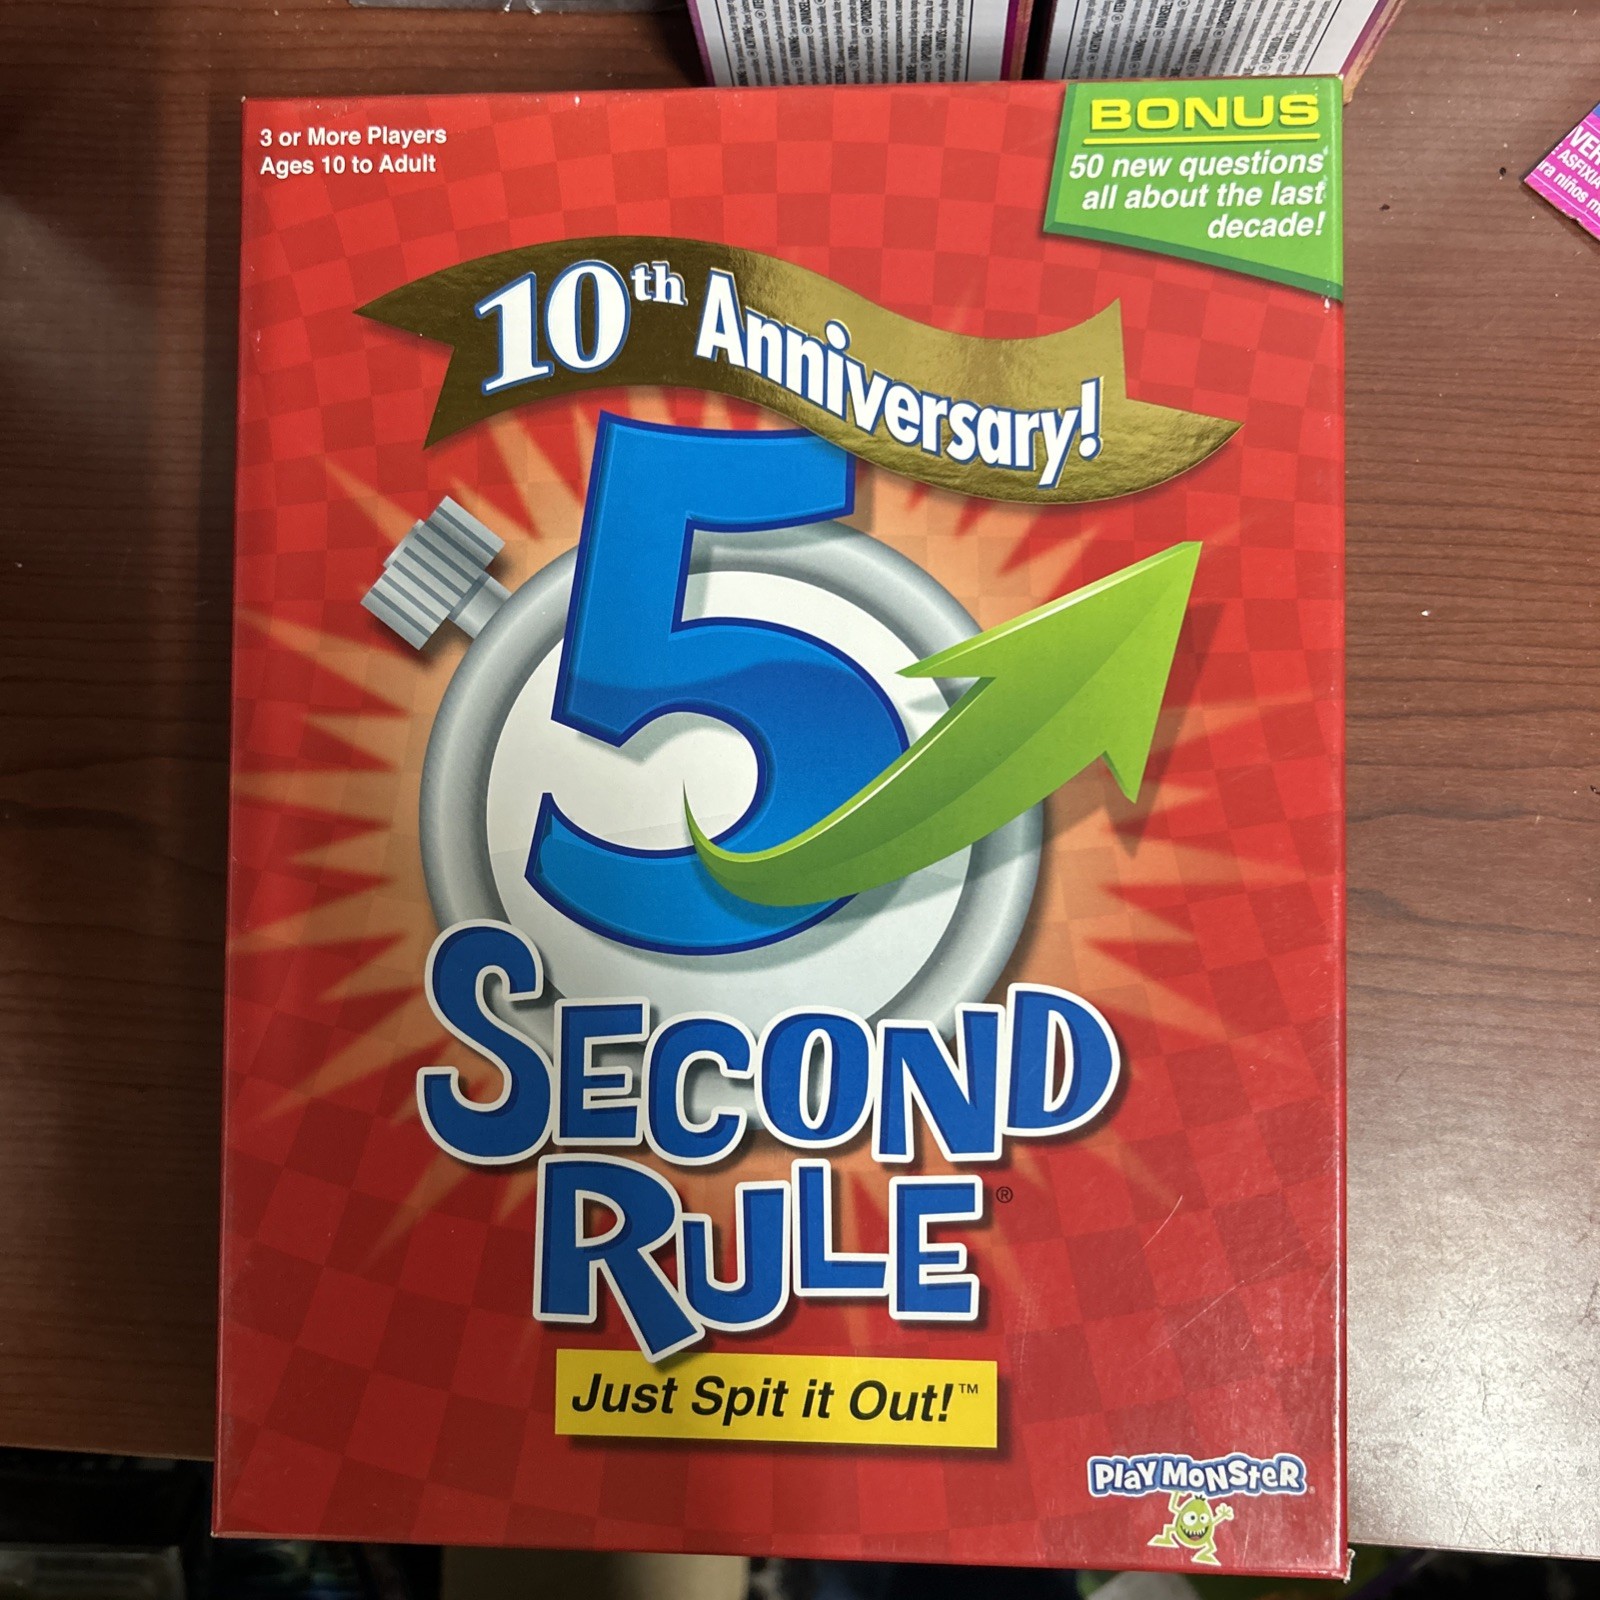 3 or More Players
Ages 10 to Adult
BONUS
50 new questions
all about the last
decade!
10th Anniversary!
5
SECOND
RULE®
Just Spit it Out!™
PLAY MONSTER